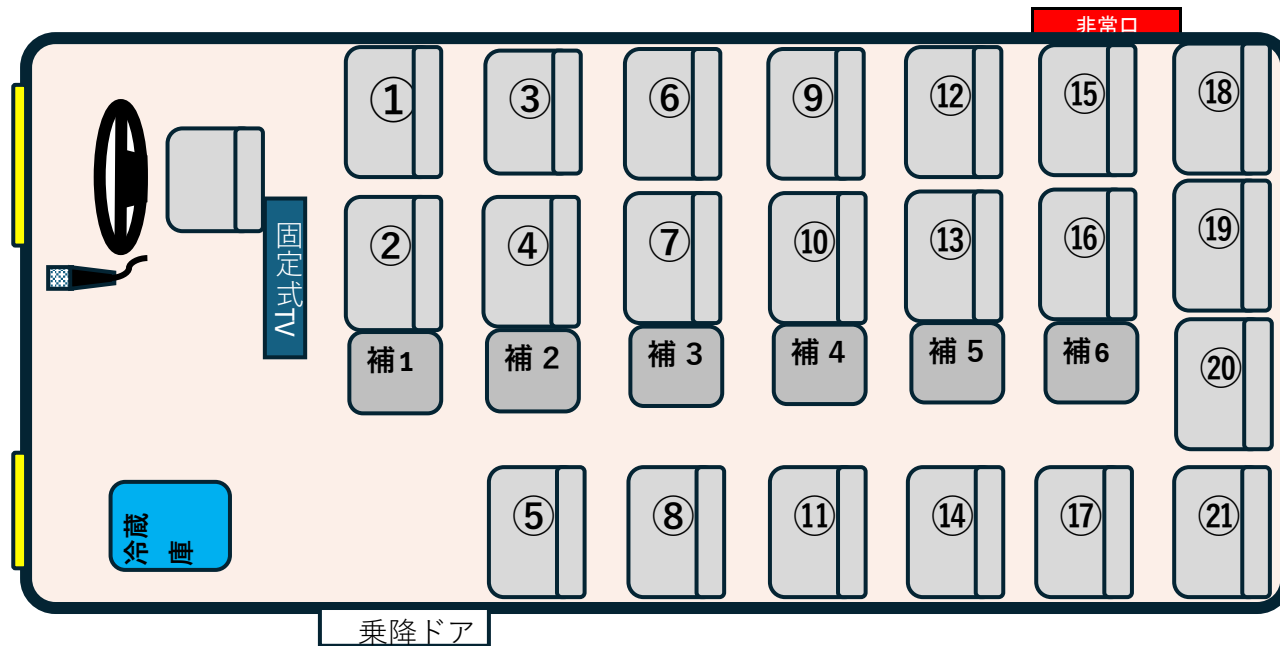 非常口
① ③ ⑥ ⑨ ⑫ ⑮ ⑱
② ④ ⑦ ⑩ ⑬ ⑯ ⑲
固定式TV
補1 補 2 補 3 補 4 補 5 補6
⑳
⑤ ⑧ ⑪ ⑭ ⑰ ㉑
冷蔵
庫
乗降ドア